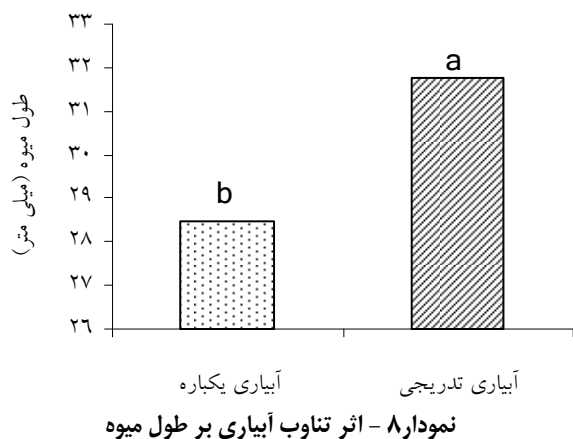 ۳۳
۳۲
۳۱
۳۰
۲۹
۲۸
۲۷
۲۶
طول میوه (میلی متر)
a
b
آبیاری تدریجی
آبیاری یکباره
نمودار۸ - اثر تناوب آبیاری بر طول میوه